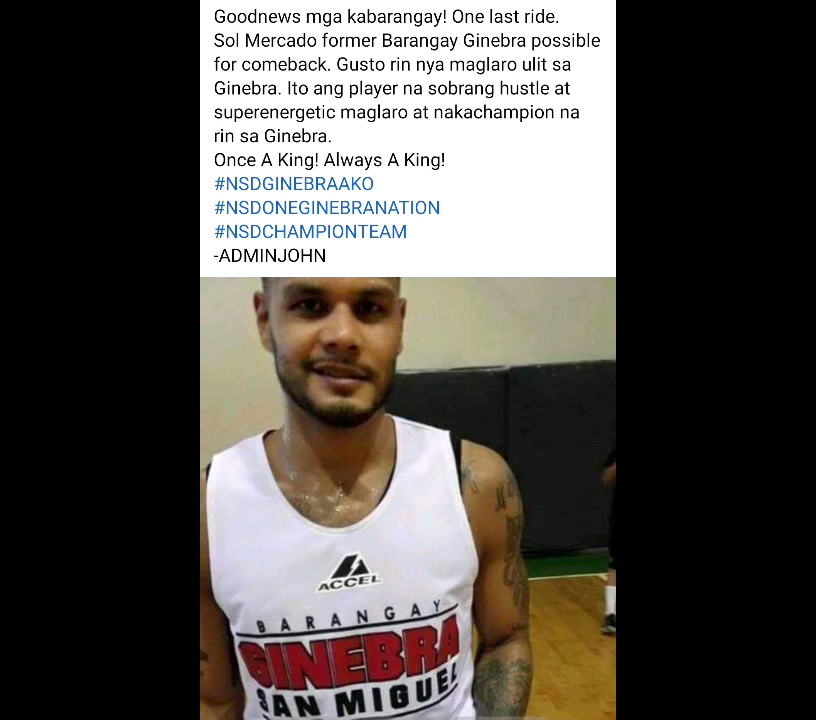 Goodnews mga kabarangay! One last ride.
Sol Mercado former Barangay Ginebra possible
for comeback. Gusto rin nya maglaro ulit sa
Ginebra. Ito ang player na sobrang hustle at
superenergetic maglaro at nakachampion na
rin sa Ginebra.
Once A King! Always A King!
#NSDGINEBRAAKO
#NSDONEGINEBRANATION
#NSDCHAMPIONTEAM
-ADMINJOHN
ACCEL
BARANGAY
GINEBRA
SAN MIGUEL